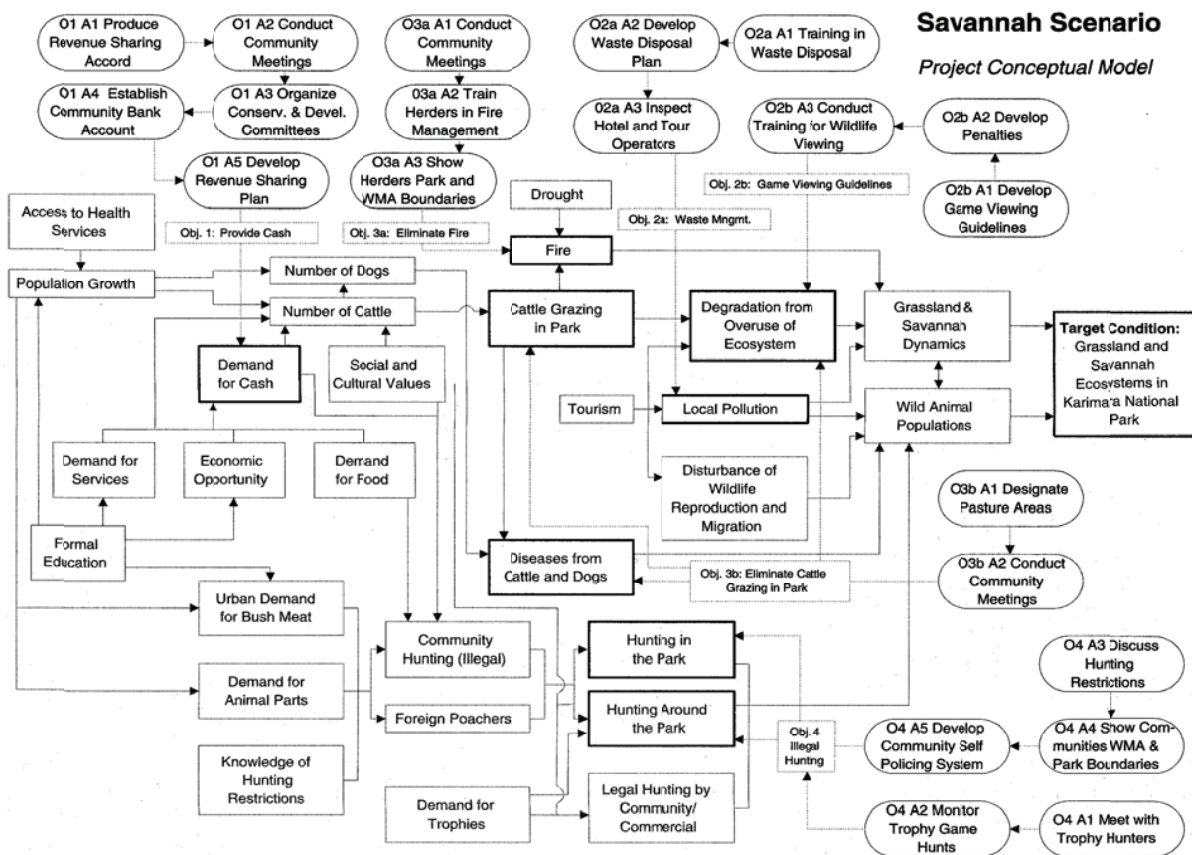 Savannah Scenario
Project Conceptual Model
O1 A1 Produce
Revenue Sharing
Accord
O1 A2 Conduct
Community
Meetings
O3a A1 Conduct
Community
Meetings
O2a A2 Develop
Waste Disposal
Plan
O2a A1 Training in
Waste Disposal
O1 A4 Establish
Community Bank
Account
O1 A3 Organize
Conserv. & Devel.
Committees
03a A2 Train
Herders in Fire
Management
02a A3 Inspect
Hotel and Tour
Operators
O2b A3 Conduct
Training for Wildlife
Viewing
O2b A2 Develop
Penalties
O1 A5 Develop
Revenue Sharing
Plan
O3a A3 Show
Herders Park and
WMA Boundaries
O2b A1 Develop
Game Viewing
Guidelines
Obj. 2b: Game Viewing Guidelines
Drought
Obj. 2a: Waste Mngmt.
Access to Health
Services
Obj. 1: Provide Cash
Obj. 3a: Eliminate Fire
Fire
Population Growth
Number of Dogs
Number of Cattle
Cattle Grazing
in Park
Degradation from
Overuse of
Ecosystem
Grassland &
Savannah
Dynamics
Target Condition:
Grassland and
Savannah
Ecosystems in
Karimara National
Park
Demand
for Cash
Social and
Cultural Values
Tourism
Local Pollution
Wild Animal
Populations
Demand for
Services
Economic
Opportunity
Demand
for Food
Disturbance of
Wildlife
Reproduction and
Migration
O3b A1 Designate
Pasture Areas
Formal
Education
Diseases from
Cattle and Dogs
Obj. 3b: Eliminate Cattle
Grazing in Park
O3b A2 Conduct
Community
Meetings
Urban Demand
for Bush Meat
Community
Hunting (Illegal)
Hunting in
the Park
O4 A3 Discuss
Hunting
Restrictions
Demand for
Animal Parts
Foreign Poachers
Hunting Around
the Park
Obj. 4
Illegal
Hunting
O4 A5 Develop
Community Self
Policing System
O4 A4 Show Com-
munities WMA &
Park Boundaries
Knowledge of
Hunting
Restrictions
Demand for
Trophies
Legal Hunting by
Community/
Commercial
O4 A2 Montor
Trophy Game
Hunts
O4 A1 Meet with
Trophy Hunters